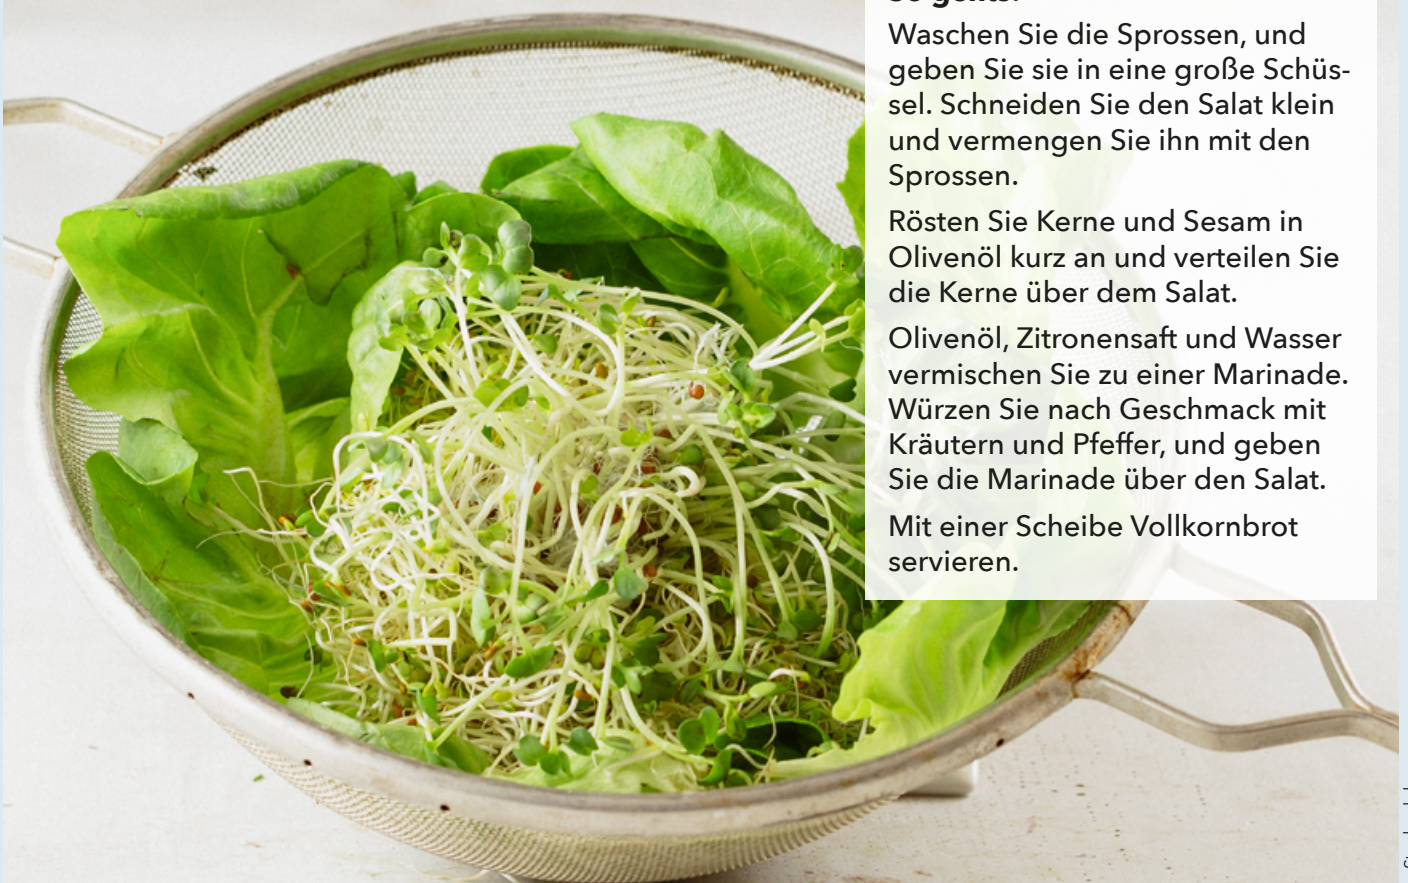 So geht's:
Waschen Sie die Sprossen, und
geben Sie sie in eine große Schüs-
sel. Schneiden Sie den Salat klein
und vermengen Sie ihn mit den
Sprossen.
Rösten Sie Kerne und Sesam in
Olivenöl kurz an und verteilen Sie
die Kerne über dem Salat.
Olivenöl, Zitronensaft und Wasser
vermischen Sie zu einer Marinade.
Würzen Sie nach Geschmack mit
Kräutern und Pfeffer, und geben
Sie die Marinade über den Salat.
Mit einer Scheibe Vollkornbrot
servieren.